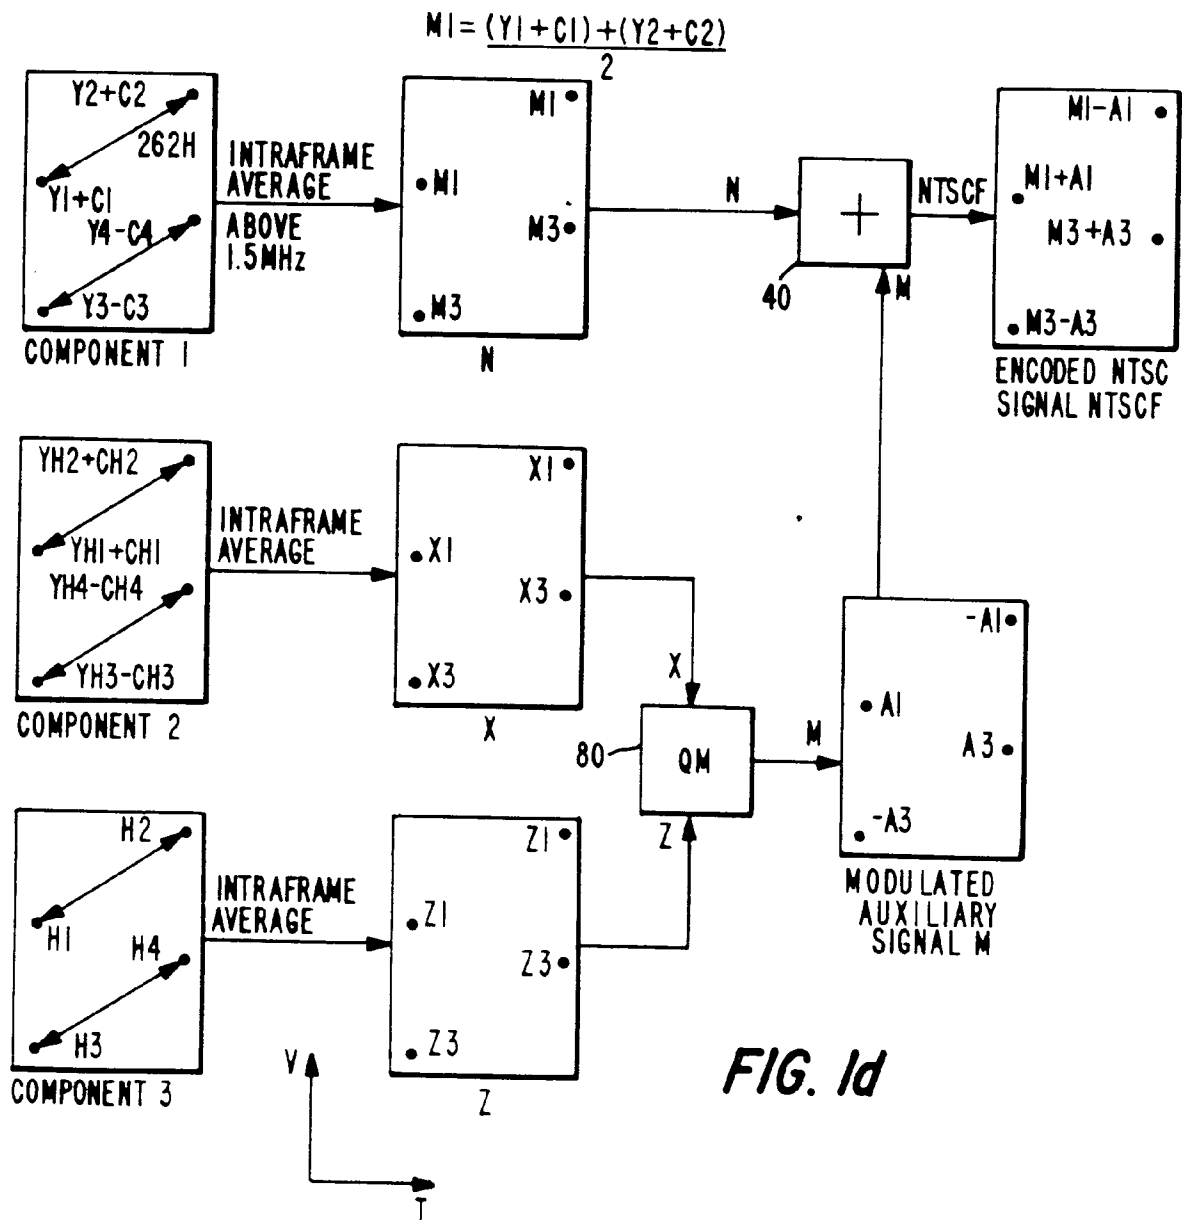 M1 = (Y1+C1)+(Y2+C2)
2
Y2+C2
262H
Y1+C1
Y4-C4
Y3-C3
COMPONENT 1
INTRAFRAME
AVERAGE
ABOVE
1.5MHz
M1
M1
M3
M3
N
N
+
40
M
NTSCF
M1-A1
M1+A1
M3+A3
M3-A3
ENCODED NTSC
SIGNAL NTSCF
YH2+CH2
YH1+CH1
YH4-CH4
YH3-CH3
COMPONENT 2
INTRAFRAME
AVERAGE
X1
X1
X3
X3
X
X
80
QM
Z
M
-A1
A1
A3
-A3
MODULATED
AUXILIARY
SIGNAL M
H2
H1
H4
H3
COMPONENT 3
INTRAFRAME
AVERAGE
Z1
Z1
Z3
Z3
Z
V
T
FIG. 1d